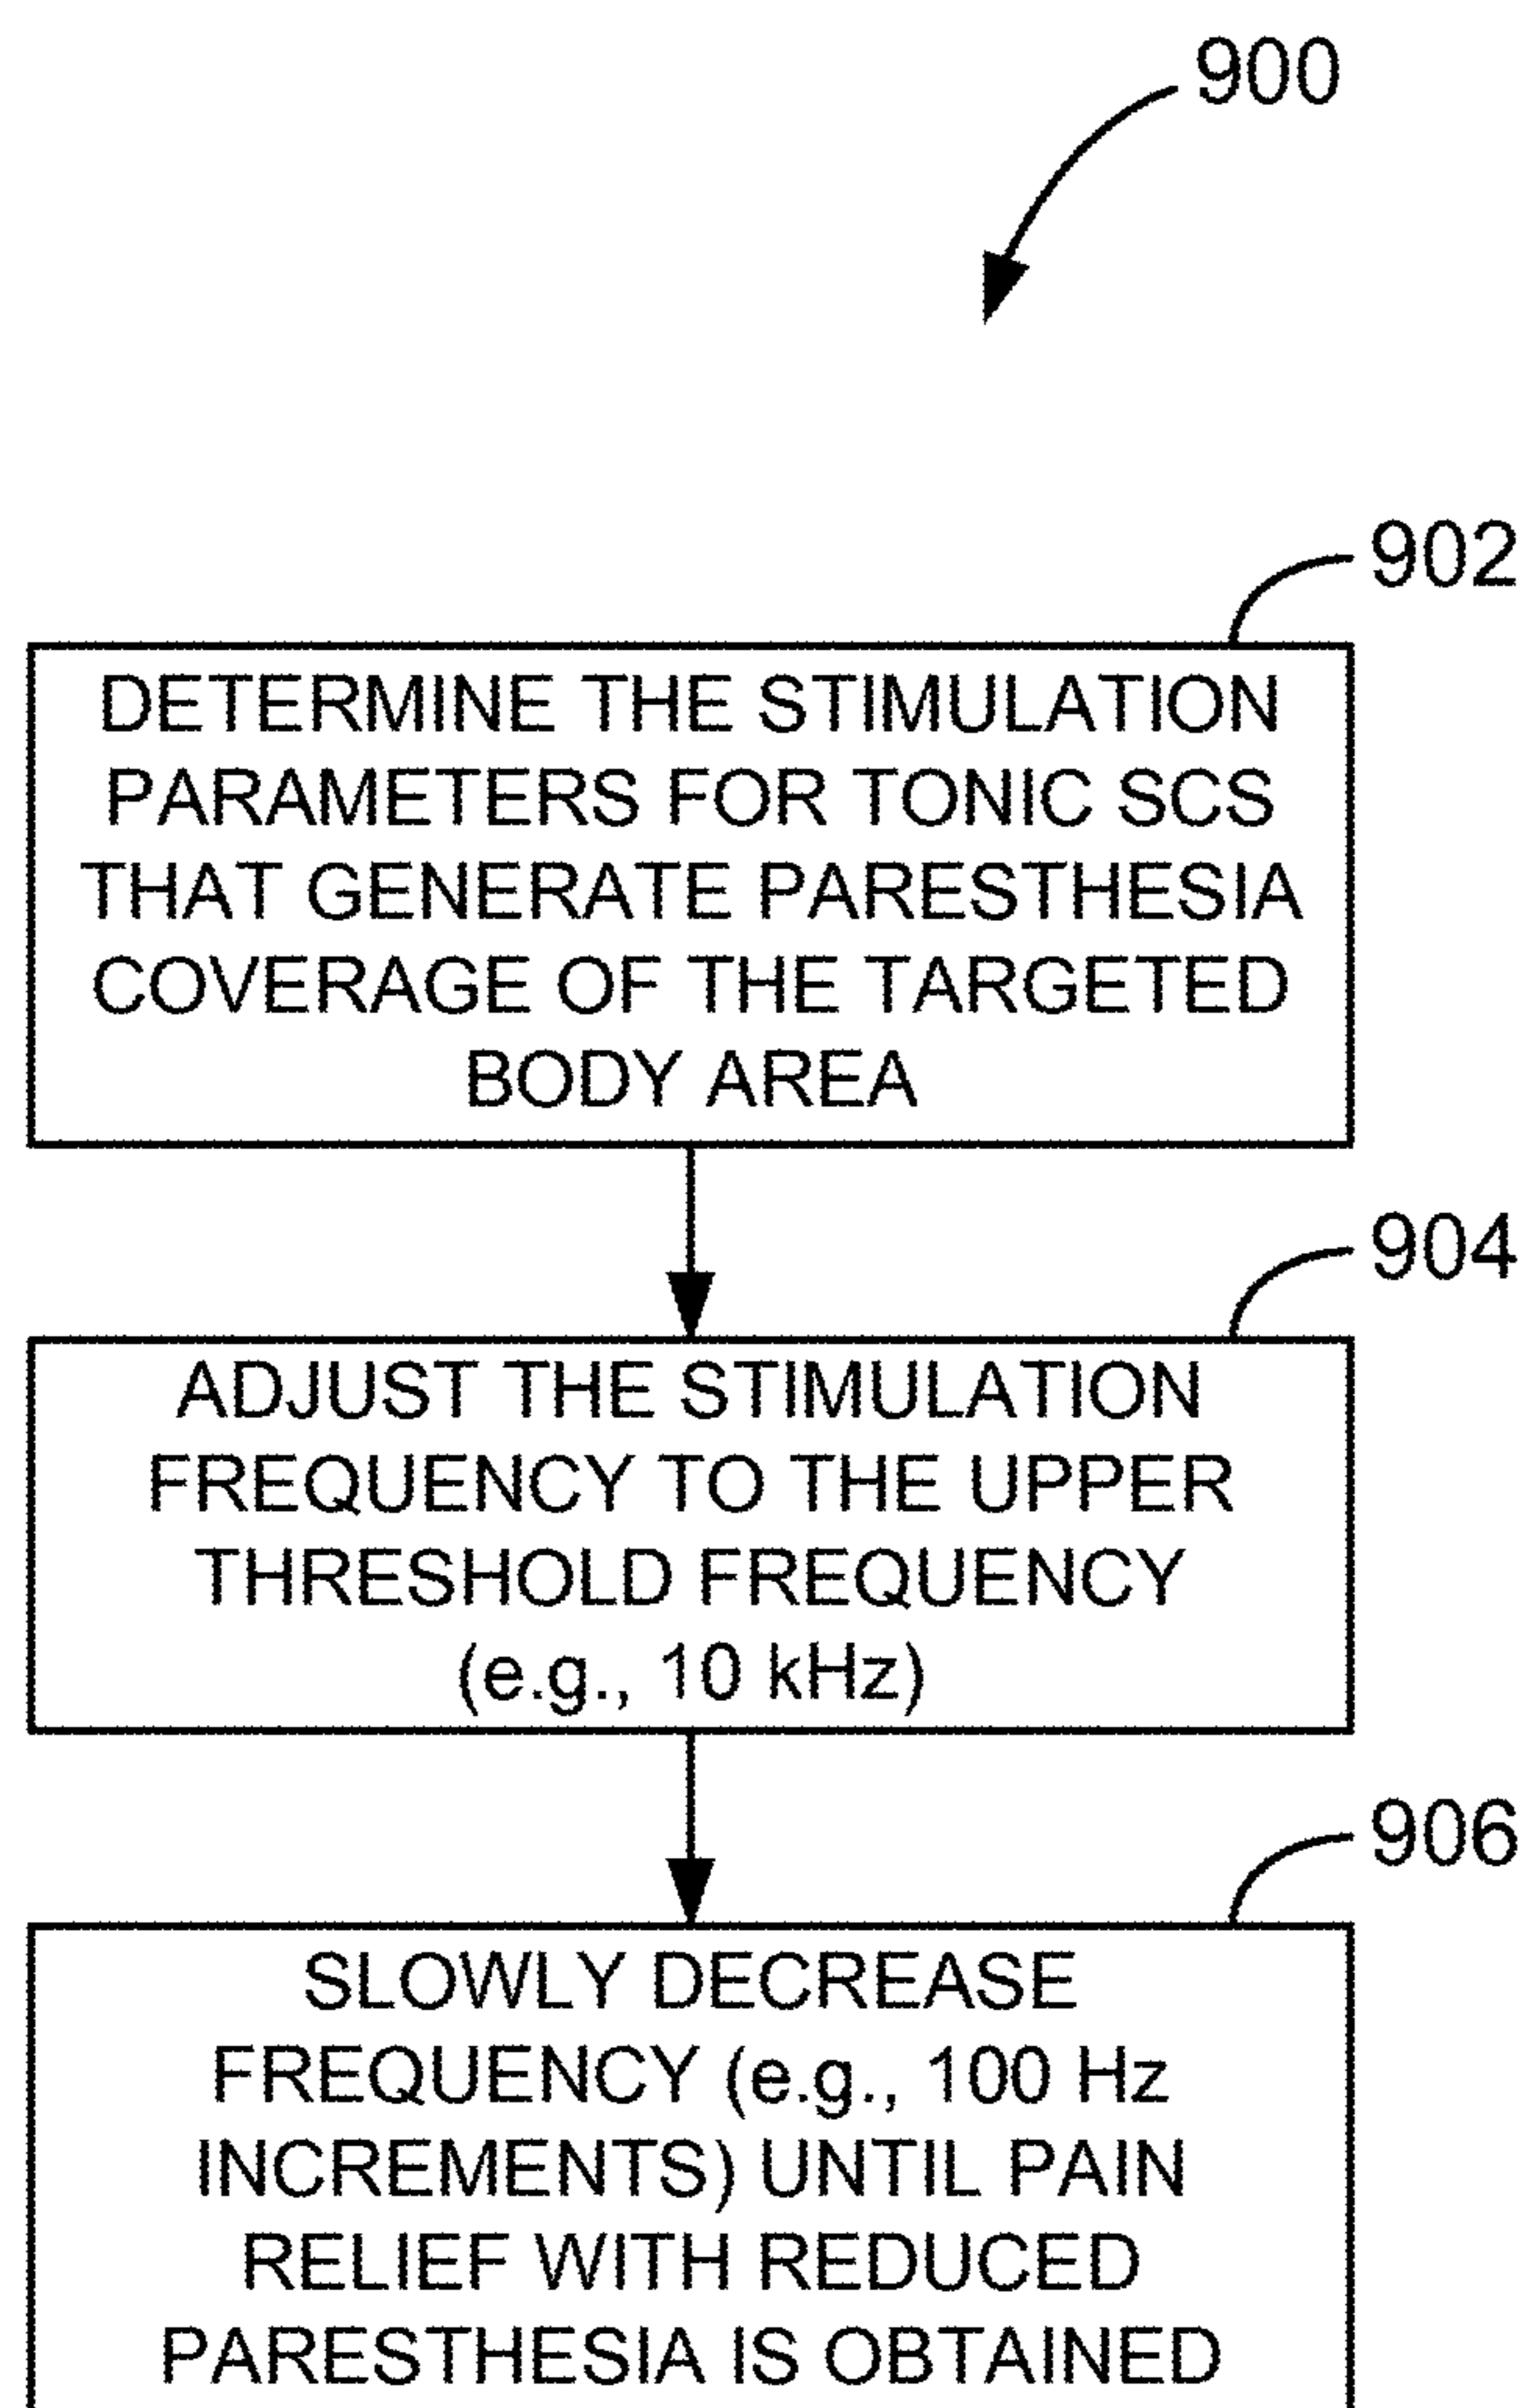 900
902
DETERMINE THE STIMULATION
PARAMETERS FOR TONIC SCS
THAT GENERATE PARESTHESIA
COVERAGE OF THE TARGETED
BODY AREA
904
ADJUST THE STIMULATION
FREQUENCY TO THE UPPER
THRESHOLD FREQUENCY
(e.g., 10 kHz)
906
SLOWLY DECREASE
FREQUENCY (e.g., 100 Hz
INCREMENTS) UNTIL PAIN
RELIEF WITH REDUCED
PARESTHESIA IS OBTAINED